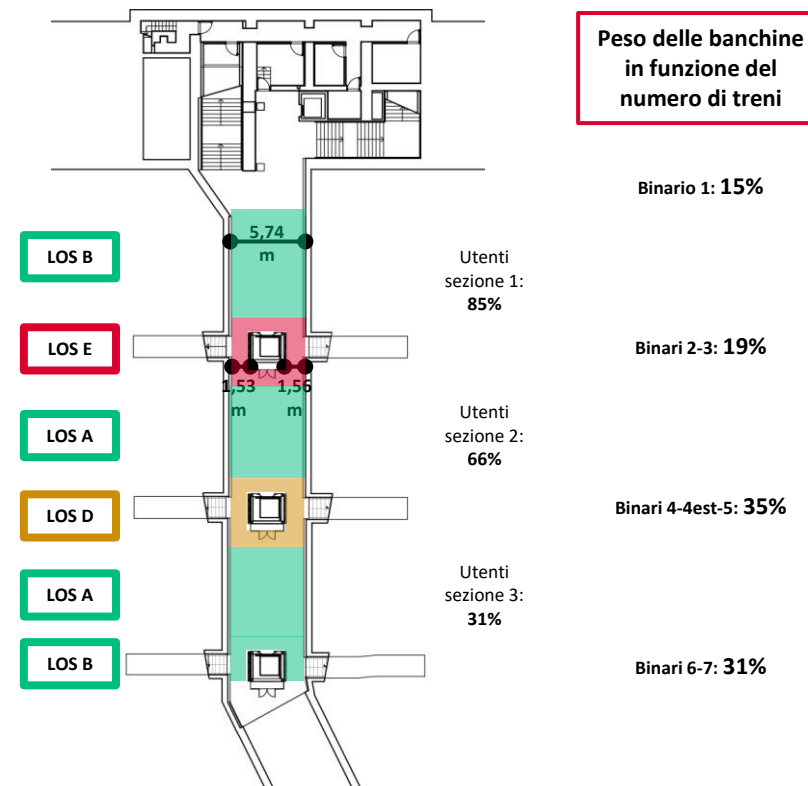 Peso delle banchine
in funzione del
numero di treni
Binario 1: 15%
5,74
m
LOS B
Utenti
sezione 1:
85%
LOS E
Binari 2-3: 19%
1,53
m
1,56
m
LOS A
Utenti
sezione 2:
66%
LOS D
Binari 4-4est-5: 35%
LOS A
Utenti
sezione 3:
31%
LOS B
Binari 6-7: 31%